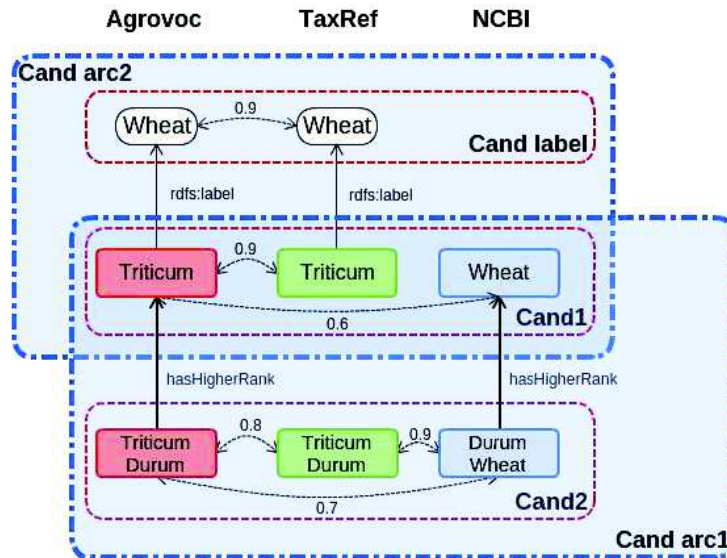 Agrovoc TaxRef NCBI
Cand arc2
0.9
Wheat Wheat
Cand label
rdfs:label rdfs:label
0.9
Triticum Triticum Wheat
0.6 Cand1
hasHigherRank hasHigherRank
0.8 0.9
Triticum Triticum Durum
Durum Durum Wheat
0.7 Cand2
Cand arc1